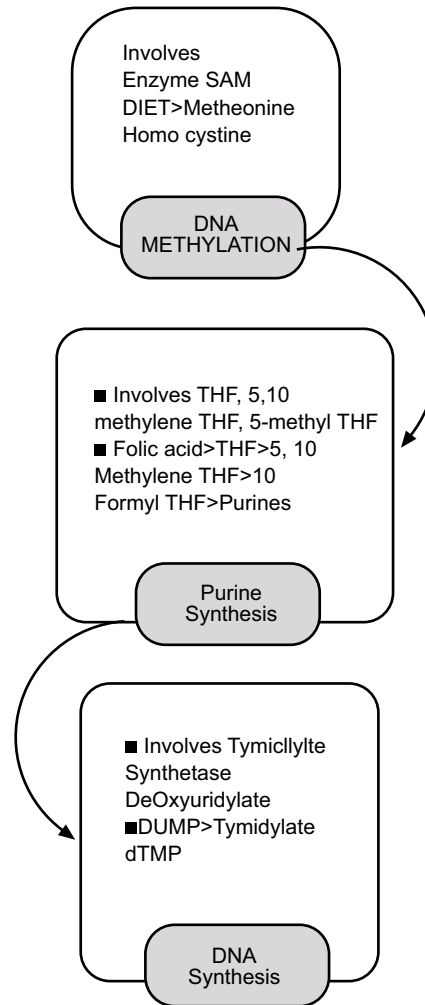 Involves
Enzyme SAM
DIET>Metheonine
Homo cystine
DNA
METHYLATION
■ Involves THF, 5,10
methylene THF, 5-methyl THF
■ Folic acid>THF>5, 10
Methylene THF>10
Formyl THF>Purines
Purine
Synthesis
■ Involves Tymicllylte
Synthetase
DeOxyuridylate
■DUMP>Tymidylate
dTMP
DNA
Synthesis